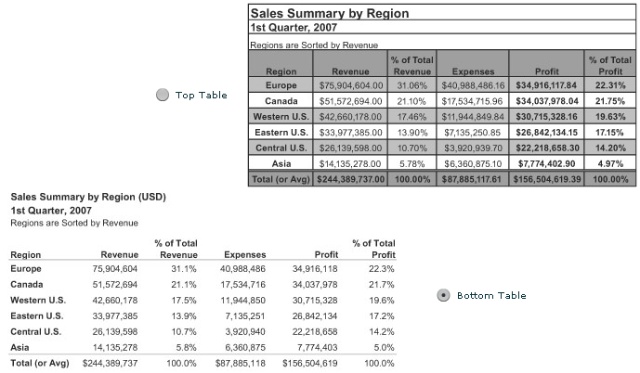 Sales Summary by Region
1st Quarter, 2007
Regions are Sorted by Revenue
% of Total % of Total
Region Revenue Revenue Expenses Profit Profit
Europe $75,904,604.00 31.06% $40,988,486.16 $34,916,117.84 22.31%
Canada $51,572,694.00 21.10% $17,534,715.96 $34,037,978.04 21.75%
Western U.S. $42,660,178.00 17.46% $11,944,849.84 $30,715,328.16 19.63%
Eastern U.S. $33,977,385.00 13.90% $7,135,250.85 $26,842,134.15 17.15%
Central U.S. $26,139,598.00 10.70% $3,920,939.70 $22,218,658.30 14.20%
Asia $14,135,278.00 5.78% $6,360,875.10 $7,774,402.90 4.97%
Total (or Avg) $244,389,737.00 100.00% $87,885,117.61 $156,504,619.39 100.00%
Top Table
Sales Summary by Region (USD)
1st Quarter, 2007
Regions are Sorted by Revenue
% of Total % of Total
Region Revenue Revenue Expenses Profit Profit
Europe 75,904,604 31.1% 40,988,486 34,916,118 22.3%
Canada 51,572,694 21.1% 17,534,716 34,037,978 21.7%
Western U.S. 42,660,178 17.5% 11,944,850 30,715,328 19.6%
Eastern U.S. 33,977,385 13.9% 7,135,251 26,842,134 17.2%
Central U.S. 26,139,598 10.7% 3,920,940 22,218,658 14.2%
Asia 14,135,278 5.8% 6,360,875 7,774,403 5.0%
Total (or Avg) $244,389,737 100.0% $87,885,118 $156,504,619 100.0%
Bottom Table